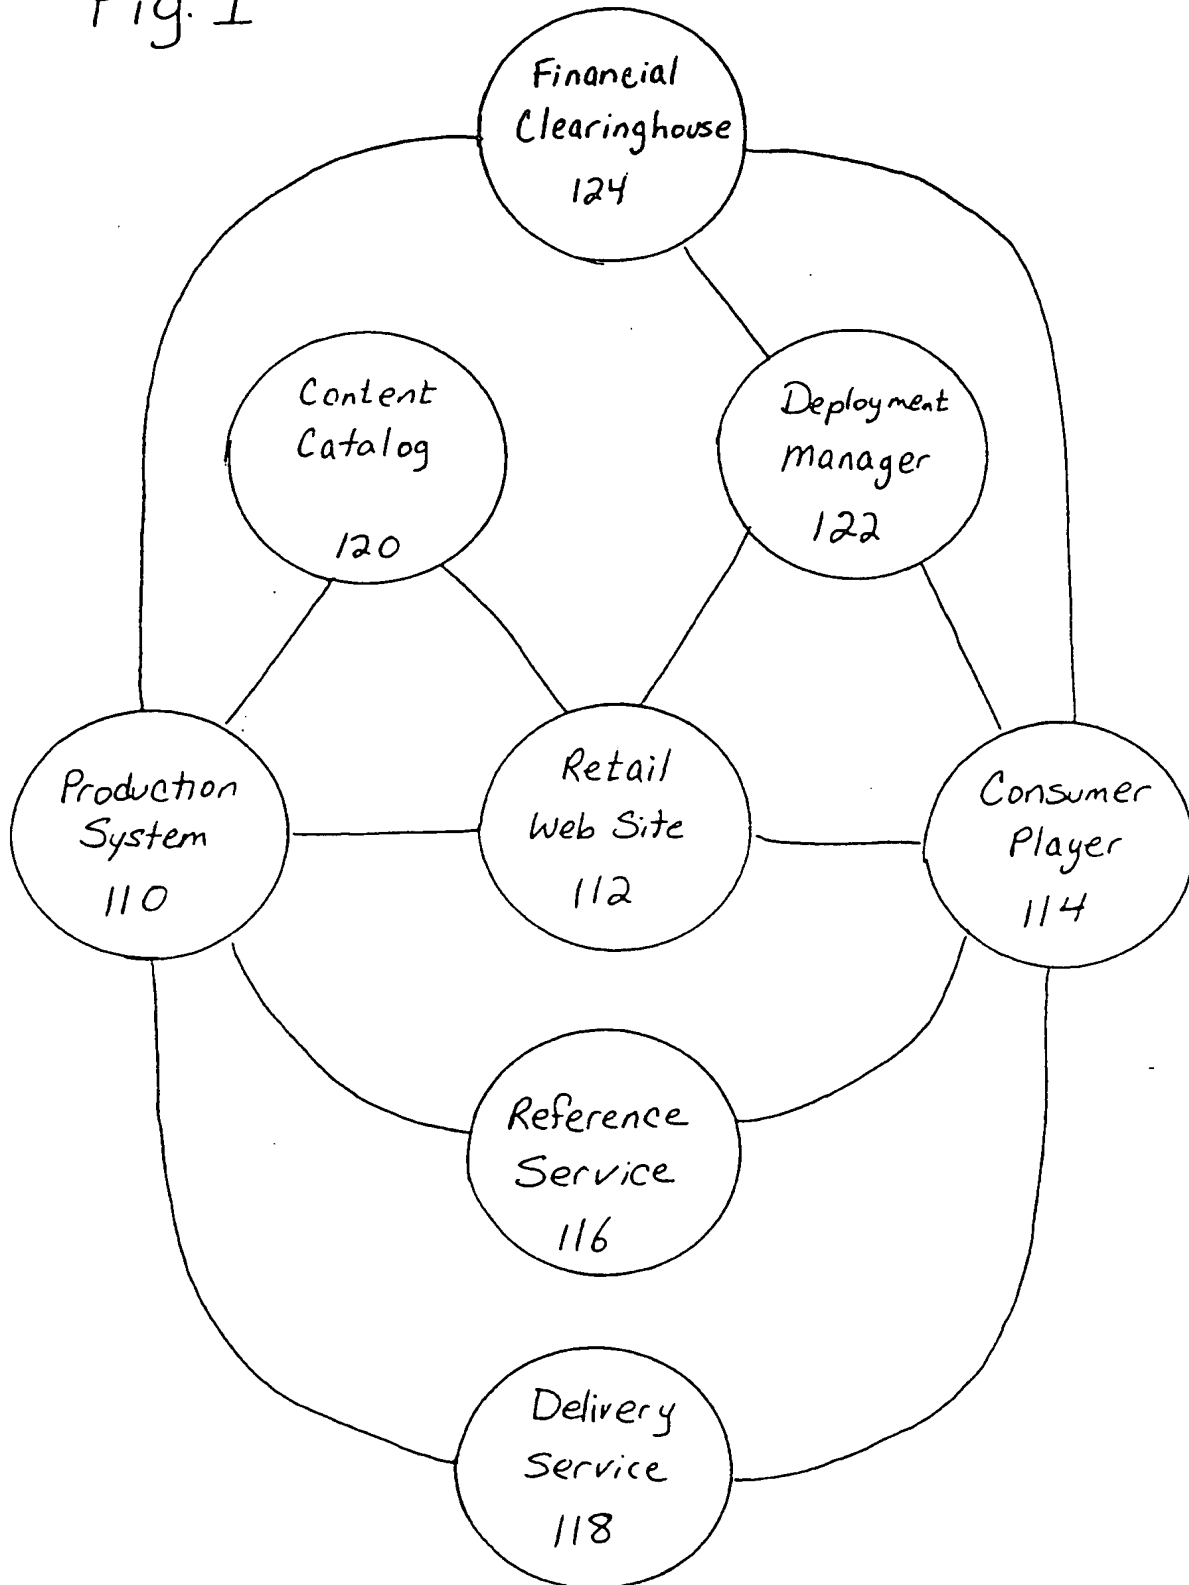 Fig. 1
Financial
Clearinghouse
124
Content
Catalog
120
Deployment
Manager
122
Production
System
110
Retail
Web Site
112
Consumer
Player
114
Reference
Service
116
Delivery
Service
118